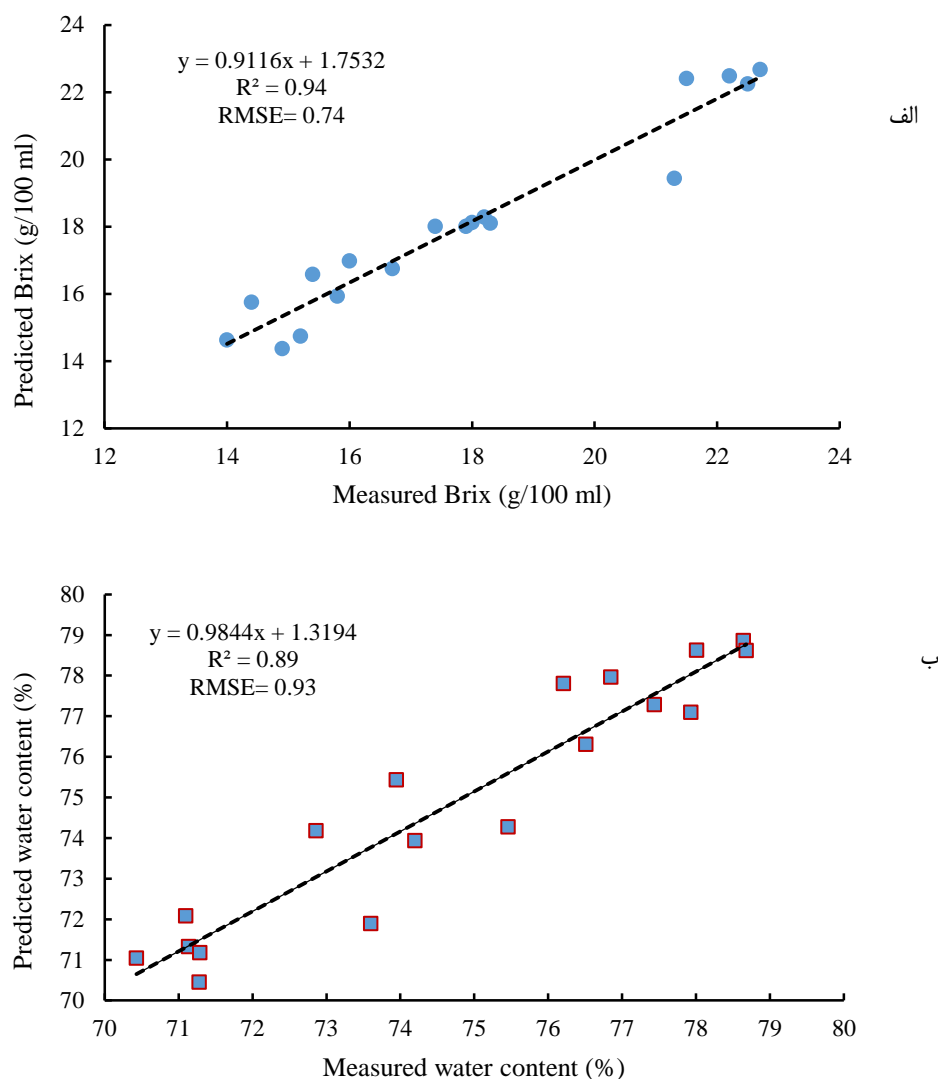 24
22
20
18
16
14
12
y = 0.9116x + 1.7532
R² = 0.94
RMSE= 0.74
الف
Predicted Brix (g/100 ml)
12 14 16 18 20 22 24
Measured Brix (g/100 ml)
80
79
78
77
76
75
74
73
72
71
70
y = 0.9844x + 1.3194
R² = 0.89
RMSE= 0.93
ب
Predicted water content (%)
70 71 72 73 74 75 76 77 78 79 80
Measured water content (%)